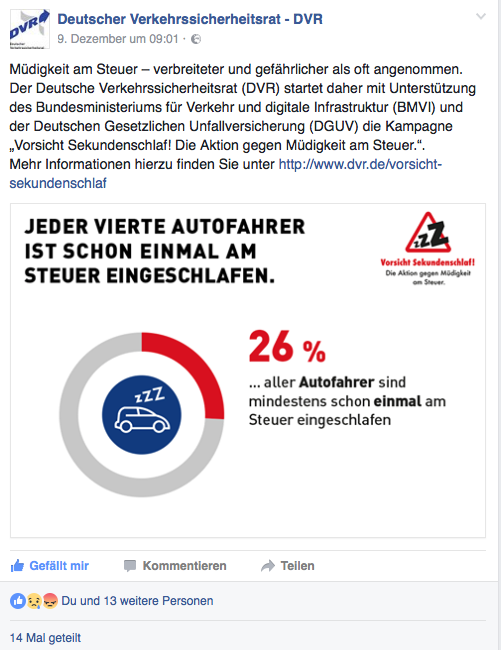 DVR
Deutscher
Verkehrssicherheitsrat
Deutscher Verkehrssicherheitsrat - DVR
9. Dezember um 09:01 ·
Müdigkeit am Steuer – verbreiteter und gefährlicher als oft angenommen.
Der Deutsche Verkehrssicherheitsrat (DVR) startet daher mit Unterstützung
des Bundesministeriums für Verkehr und digitale Infrastruktur (BMVI) und
der Deutschen Gesetzlichen Unfallversicherung (DGUV) die Kampagne
„Vorsicht Sekundenschlaf! Die Aktion gegen Müdigkeit am Steuer.“.
Mehr Informationen hierzu finden Sie unter http://www.dvr.de/vorsicht-
sekundenschlaf
JEDER VIERTE AUTOFAHRER
IST SCHON EINMAL AM
STEUER EINGESCHLAFEN.
zZZ
Vorsicht Sekundenschlaf!
Die Aktion gegen Müdigkeit
am Steuer.
zZZ
26 %
... aller Autofahrer sind
mindestens schon einmal am
Steuer eingeschlafen
Gefällt mir
Kommentieren
Teilen
Du und 13 weitere Personen
14 Mal geteilt